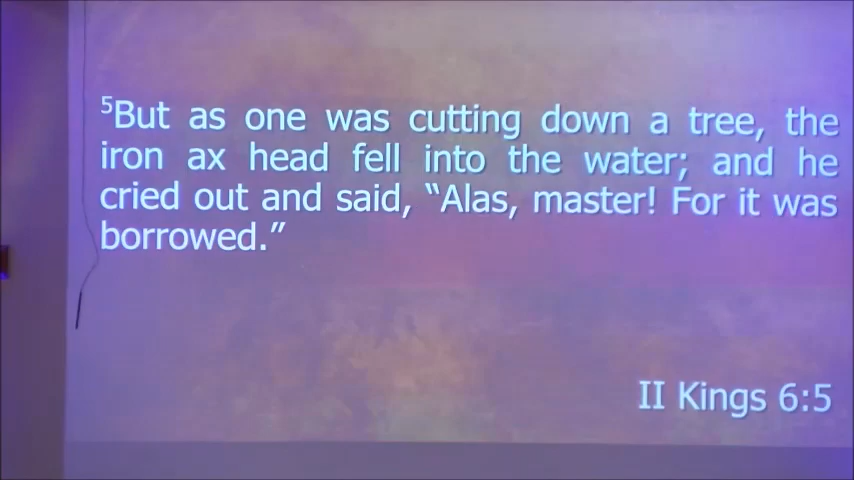 ⁵But as one was cutting down a tree, the
iron ax head fell into the water; and he
cried out and said, “Alas, master! For it was
borrowed.”
II Kings 6:5